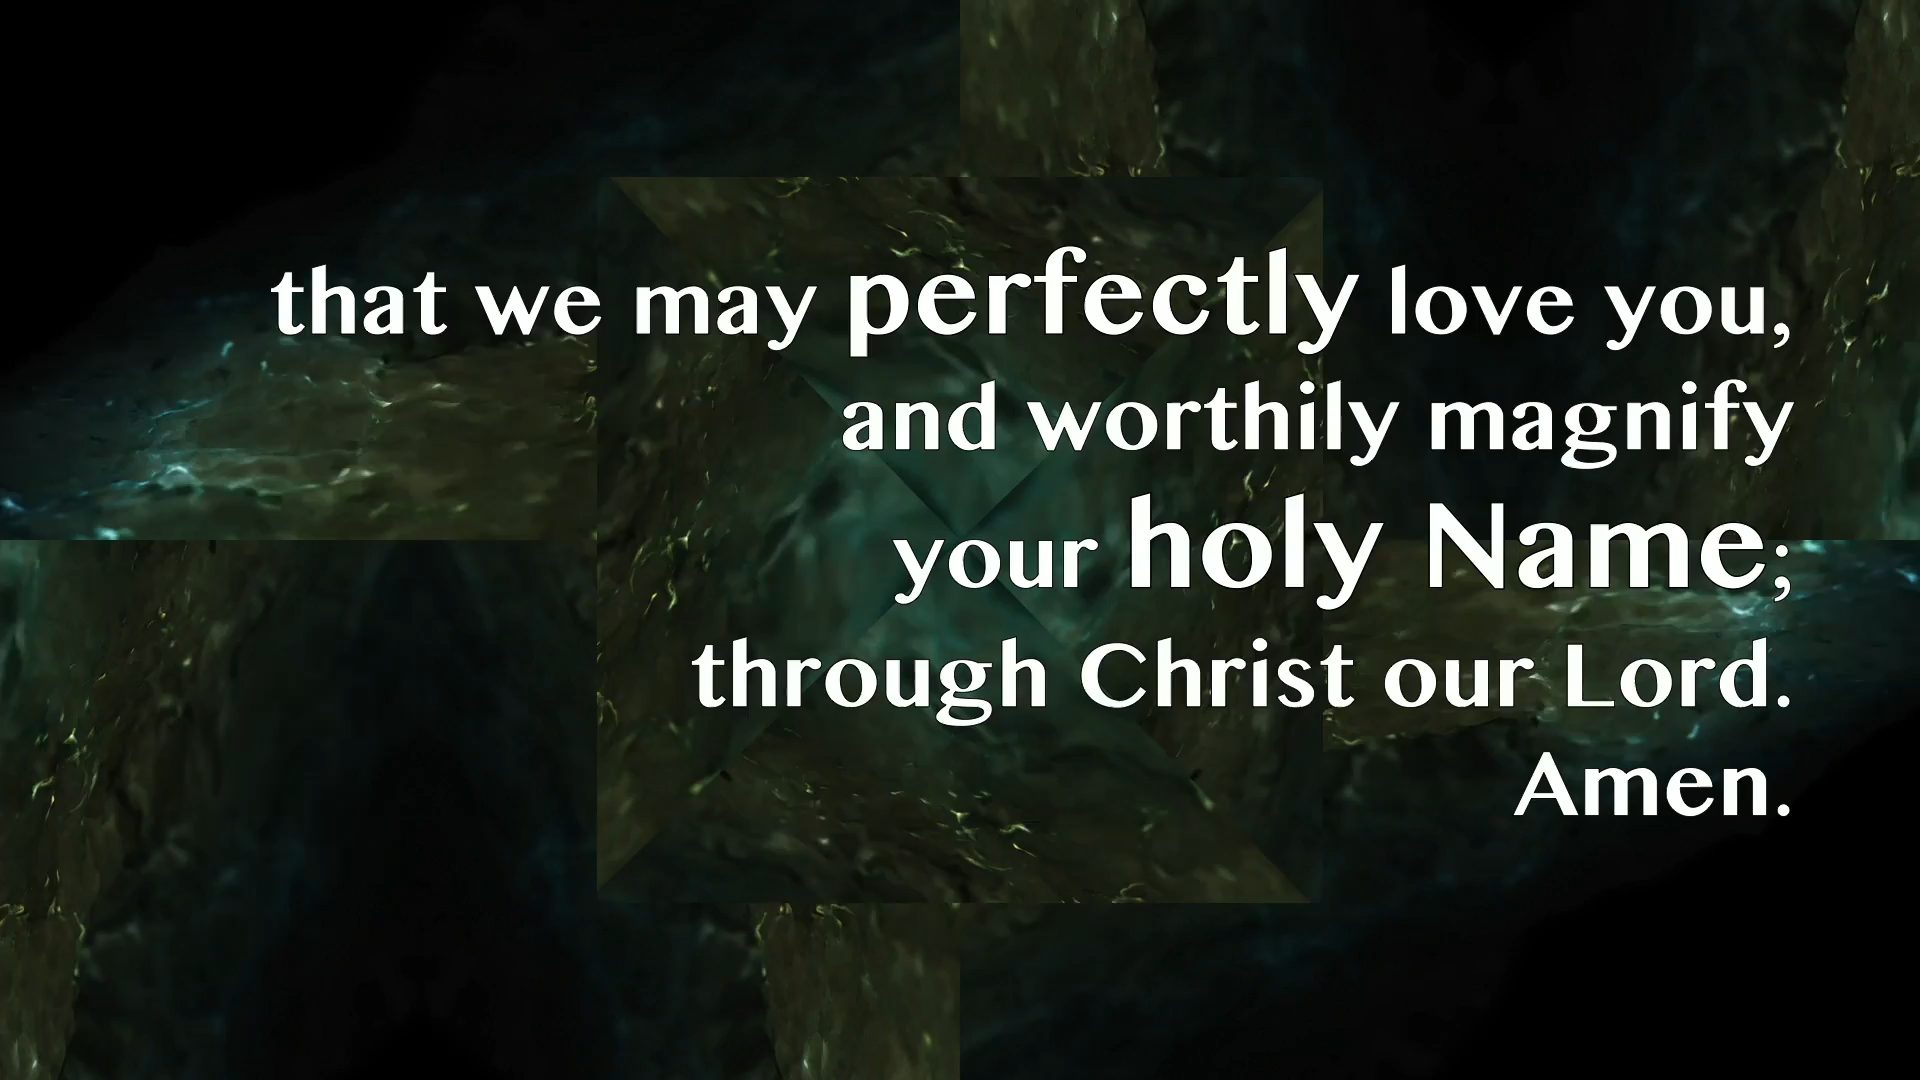 that we may perfectly love you,
and worthily magnify
your holy Name;
through Christ our Lord.
Amen.